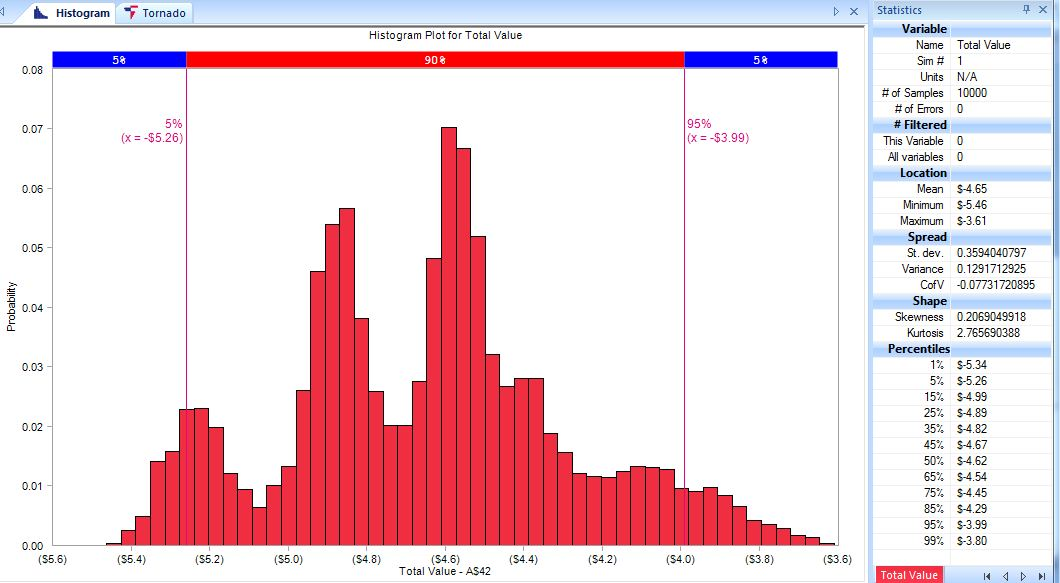 Histogram Tornado
Histogram Plot for Total Value
5% 90% 5%
5%
(x = -$5.26)
95%
(x = -$3.99)
0.08
0.07
0.06
0.05
0.04
0.03
0.02
0.01
0.00
Probability
($5.6) ($5.4) ($5.2) ($5.0) ($4.8) ($4.6) ($4.4) ($4.2) ($4.0) ($3.8) ($3.6)
Total Value - A$42
Statistics
Variable
Name Total Value
Sim # 1
Units N/A
# of Samples 10000
# of Errors 0
# Filtered
This Variable 0
All variables 0
Location
Mean $-4.65
Minimum $-5.46
Maximum $-3.61
Spread
St. dev. 0.3594040797
Variance 0.1291712925
CofV -0.07731720895
Shape
Skewness 0.2069049918
Kurtosis 2.765690388
Percentiles
1% $-5.34
5% $-5.26
15% $-4.99
25% $-4.89
35% $-4.82
45% $-4.67
50% $-4.62
65% $-4.54
75% $-4.45
85% $-4.29
95% $-3.99
99% $-3.80
Total Value